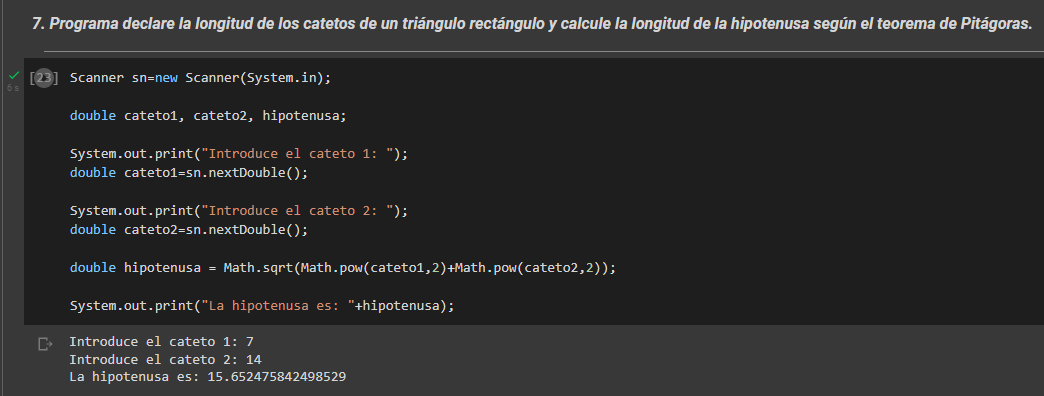 7. Programa declare la longitud de los catetos de un triángulo rectángulo y calcule la longitud de la hipotenusa según el teorema de Pitágoras.
[23] Scanner sn=new Scanner(System.in);
6 s
double cateto1, cateto2, hipotenusa;
System.out.print("Introduce el cateto 1: ");
double cateto1=sn.nextDouble();
System.out.print("Introduce el cateto 2: ");
double cateto2=sn.nextDouble();
double hipotenusa = Math.sqrt(Math.pow(cateto1,2)+Math.pow(cateto2,2));
System.out.print("La hipotenusa es: "+hipotenusa);
Introduce el cateto 1: 7
Introduce el cateto 2: 14
La hipotenusa es: 15.652475842498529